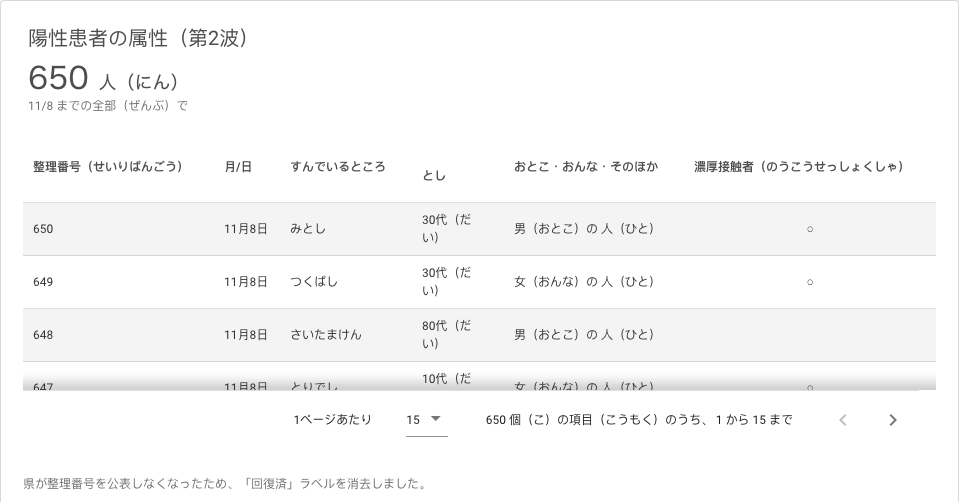 陽性患者の属性（第2波）
650 人（にん）
11/8 までの全部（ぜんぶ）で
整理番号（せいりばんごう） 月/日 すんでいるところ とし おとこ・おんな・そのほか 濃厚接触者（のうこうせっしょくしゃ）
650 11月8日 みとし 30代（だい） 男（おとこ）の 人（ひと） ○
649 11月8日 つくばし 30代（だい） 女（おんな）の 人（ひと） ○
648 11月8日 さいたまけん 80代（だい） 男（おとこ）の 人（ひと）
647 11月8日 とりでし 10代（だ 女（おんな）の 人（ひと） ○
1ページあたり 15 650 個（こ）の項目（こうもく）のうち、1 から 15 まで
県が整理番号を公表しなくなったため、「回復済」ラベルを消去しました。